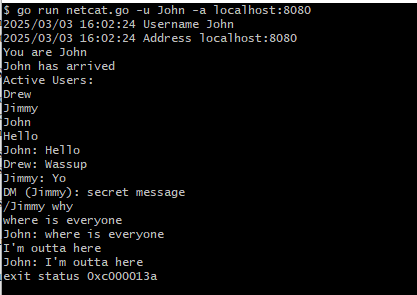 $ go run netcat.go -u John -a localhost:8080
2025/03/03 16:02:24 Username John
2025/03/03 16:02:24 Address localhost:8080
You are John
John has arrived
Active Users:
Drew
Jimmy
John
Hello
John: Hello
Drew: Wassup
Jimmy: Yo
DM (Jimmy): secret message
/Jimmy why
where is everyone
John: where is everyone
I'm outta here
John: I'm outta here
exit status 0xc000013a